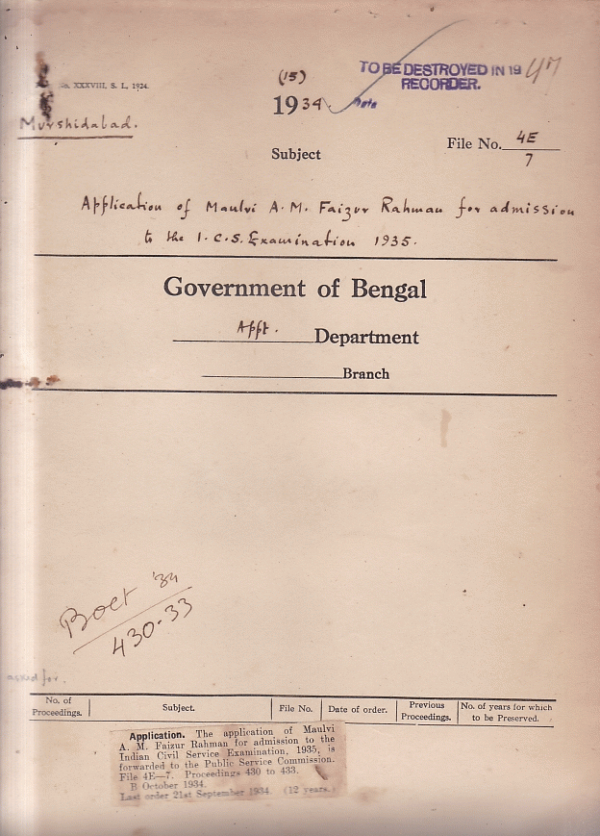 No. XXXVIII, S. L., 1924.
(15)
TO BE DESTROYED IN 1947
RECORDER.
1934
Murshidabad.
File No. 4E
7
Subject
Application of Maulvi A.M. Faizur Rahman for admission
to the I.C.S. Examination 1935.
Government of Bengal
Appt. Department
Branch
B Oct '34
430-33
asked for.
No. of Proceedings. Subject. File No. Date of order. Previous Proceedings. No. of years for which to be Preserved.
Application. The application of Maulvi
A. M. Faizur Rahman for admission to the
Indian Civil Service Examination, 1935, is
forwarded to the Public Service Commission.
File 4E—7. Proceedings 430 to 433.
B October 1934.
Last order 21st September 1934. (12 years.)